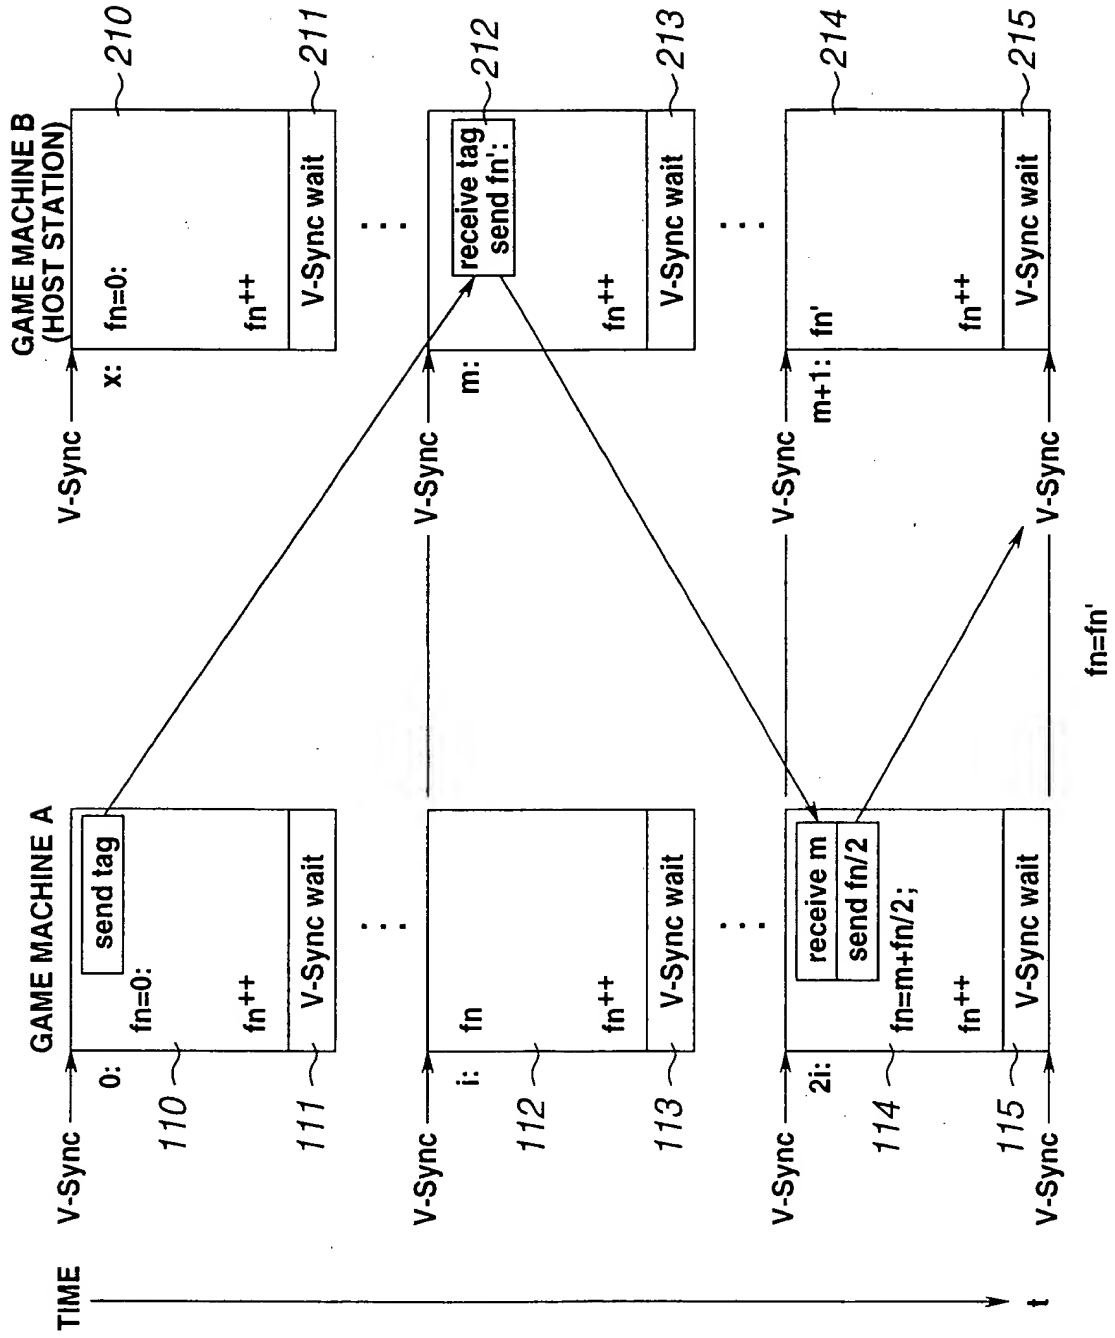 TIME
t
GAME MACHINE A
GAME MACHINE B
(HOST STATION)
V-Sync
V-Sync
0:
send tag
fn=0:
fn++
V-Sync wait
110
111
x:
fn=0:
fn++
V-Sync wait
210
211
V-Sync
V-Sync
i:
fn
fn++
V-Sync wait
112
113
m:
receive tag
send fn':
fn++
V-Sync wait
212
213
V-Sync
V-Sync
2i:
receive m
send fn/2
fn=m+fn/2;
fn++
V-Sync wait
114
115
m+1:
fn'
fn++
V-Sync wait
214
215
V-Sync
V-Sync
fn=fn'